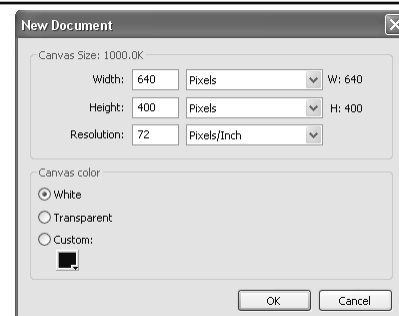 New Document
Canvas Size: 1000.0K
Width: 640 Pixels W: 640
Height: 400 Pixels H: 400
Resolution: 72 Pixels/Inch
Canvas color
White
Transparent
Custom:
OK Cancel